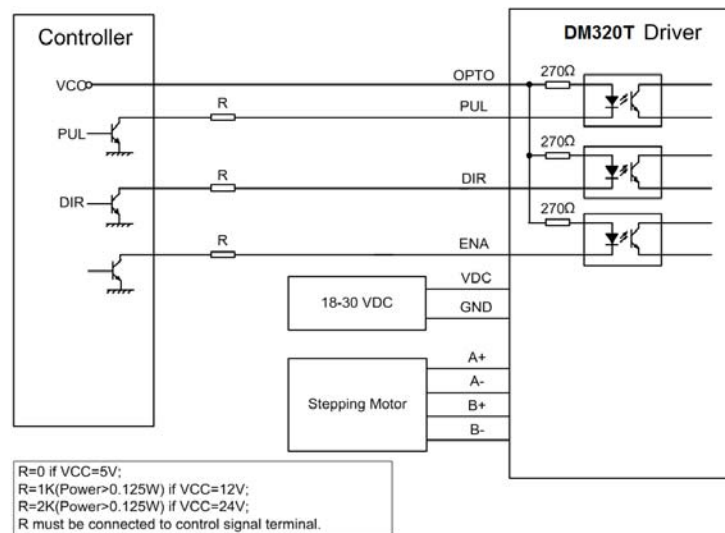 Controller
DM320T Driver
VCC
OPTO
270Ω
R
PUL
PUL
270Ω
R
DIR
DIR
270Ω
R
ENA
VDC
18-30 VDC
GND
A+
A-
Stepping Motor
B+
B-
R=0 if VCC=5V;
R=1K(Power>0.125W) if VCC=12V;
R=2K(Power>0.125W) if VCC=24V;
R must be connected to control signal terminal.